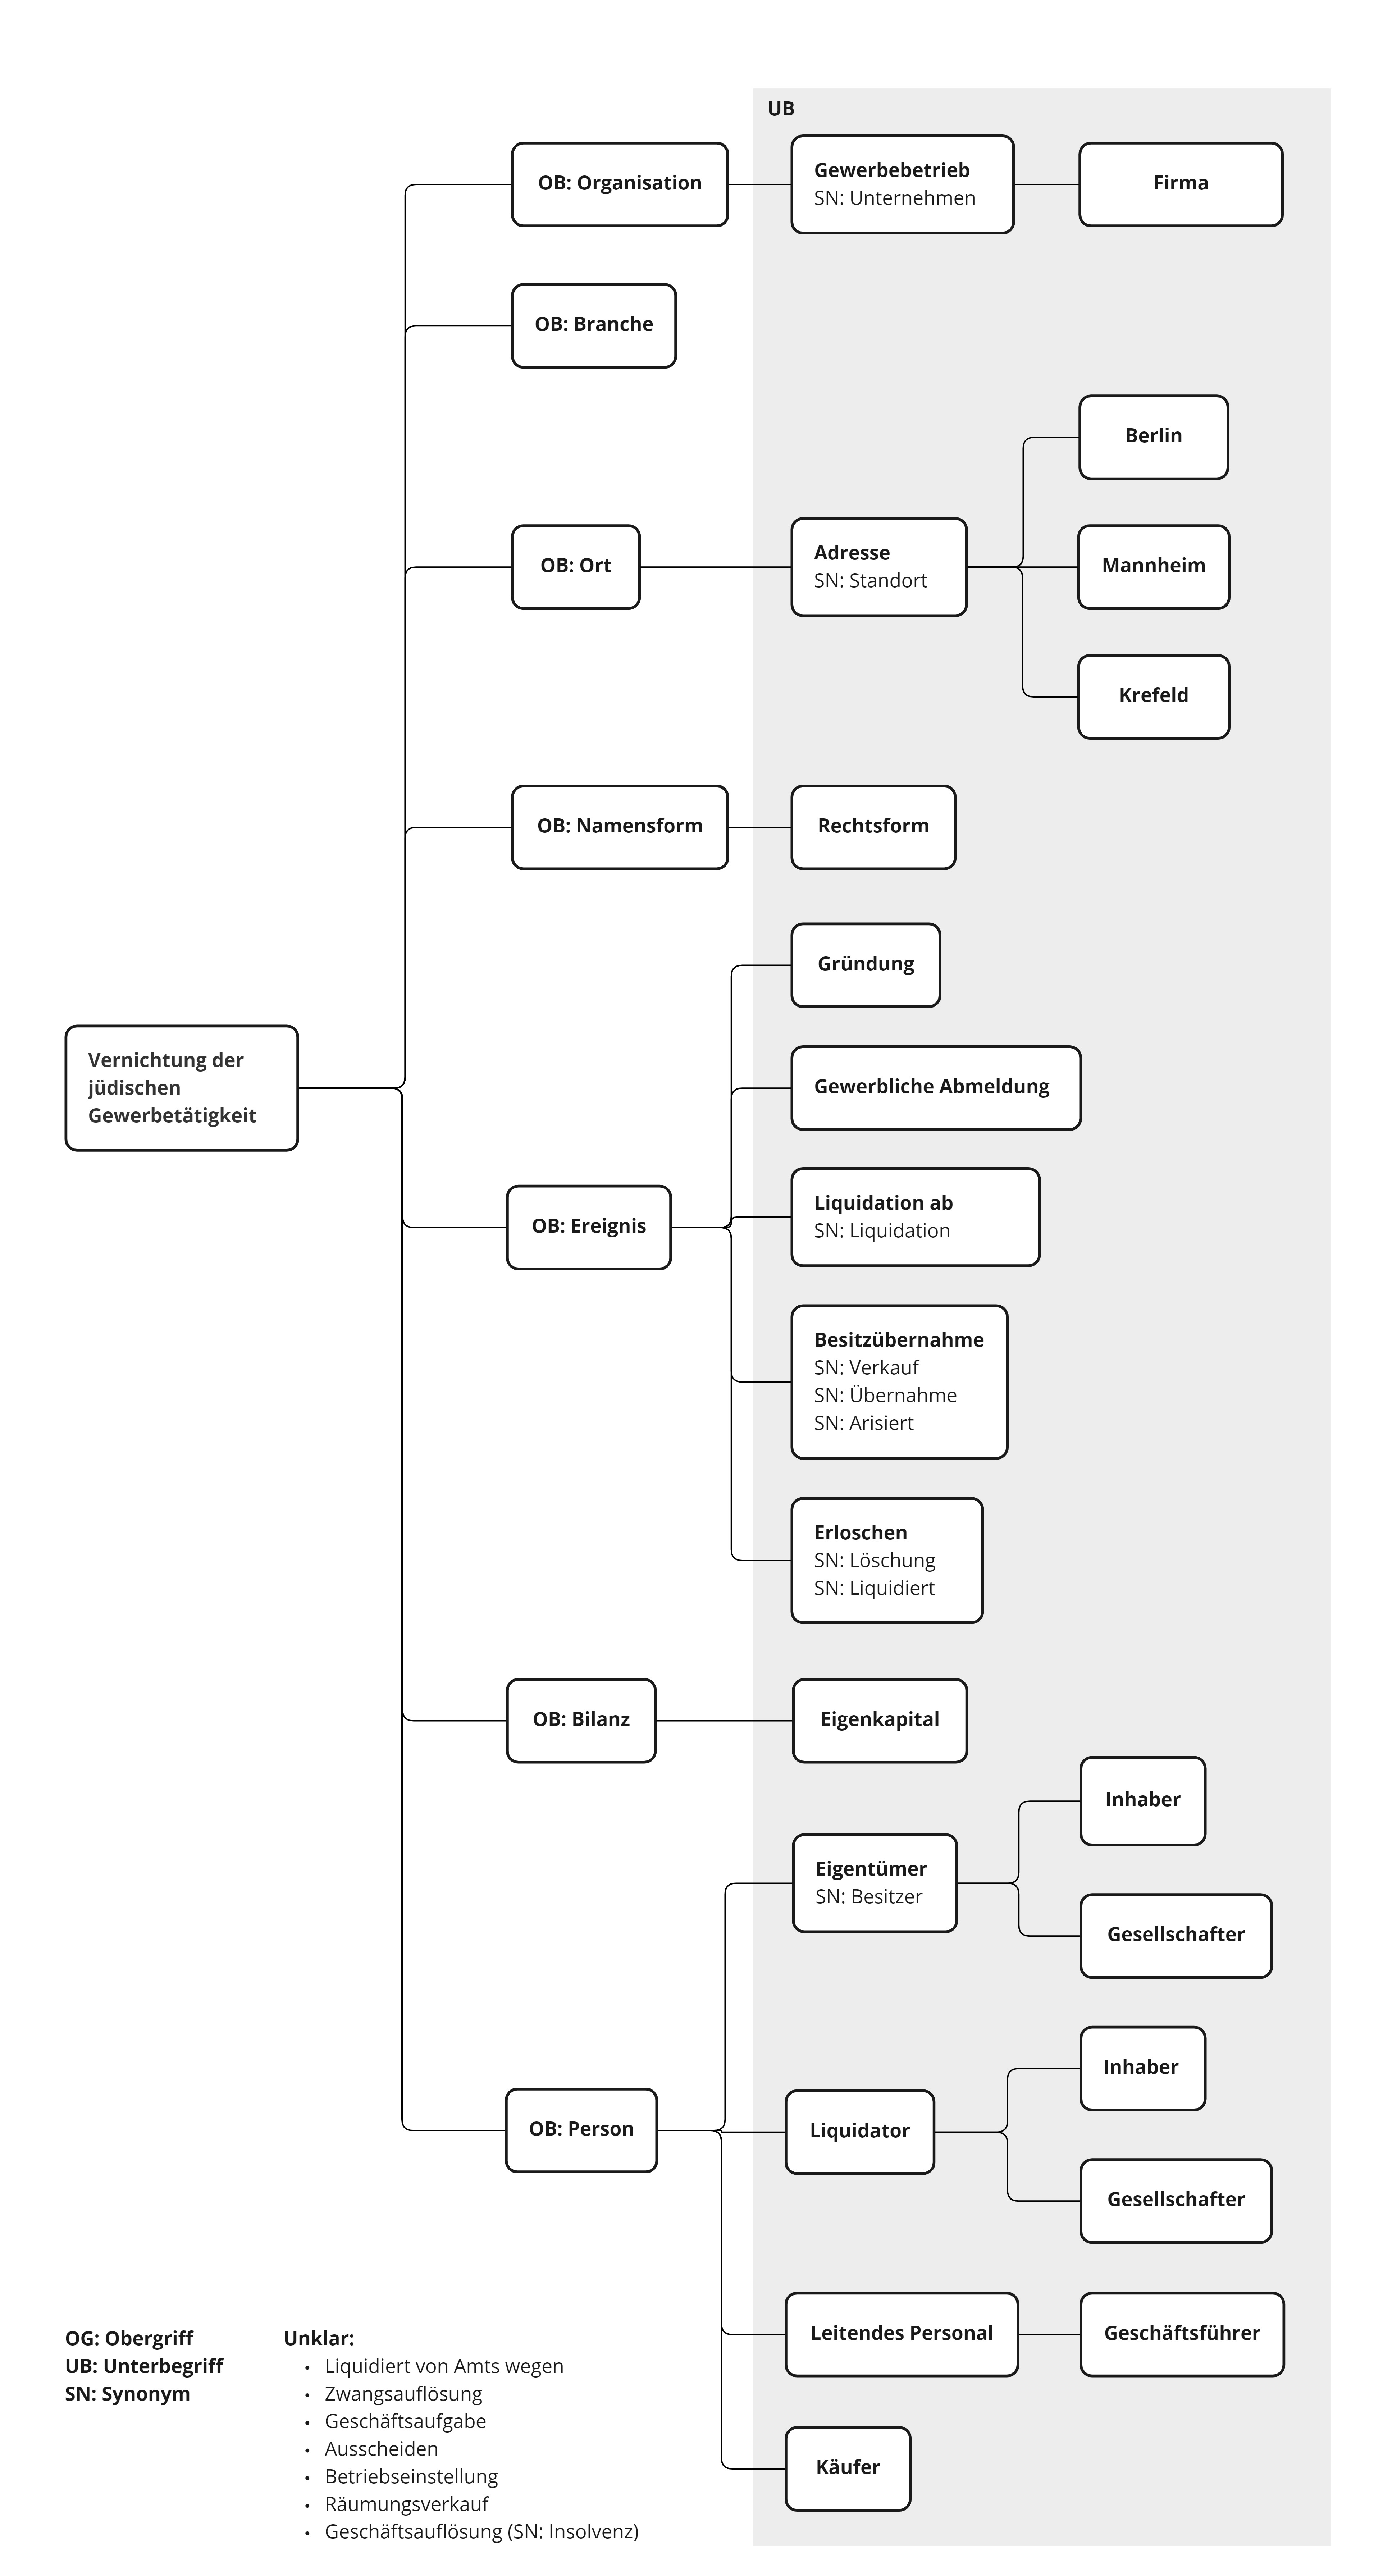 UB
OB: Organisation
Gewerbebetrieb
SN: Unternehmen
Firma
OB: Branche
Berlin
OB: Ort
Adresse
SN: Standort
Mannheim
Krefeld
OB: Namensform
Rechtsform
Gründung
Vernichtung der
jüdischen
Gewerbetätigkeit
Gewerbliche Abmeldung
OB: Ereignis
Liquidation ab
SN: Liquidation
Besitzübernahme
SN: Verkauf
SN: Übernahme
SN: Arisiert
Erloschen
SN: Löschung
SN: Liquidiert
OB: Bilanz
Eigenkapital
Inhaber
Eigentümer
SN: Besitzer
Gesellschafter
Inhaber
OB: Person
Liquidator
Gesellschafter
Leitendes Personal
Geschäftsführer
Käufer
OG: Obergriff
UB: Unterbegriff
SN: Synonym
Unklar:
• Liquidiert von Amts wegen
• Zwangsauflösung
• Geschäftsaufgabe
• Ausscheiden
• Betriebseinstellung
• Räumungsverkauf
• Geschäftsauflösung (SN: Insolvenz)